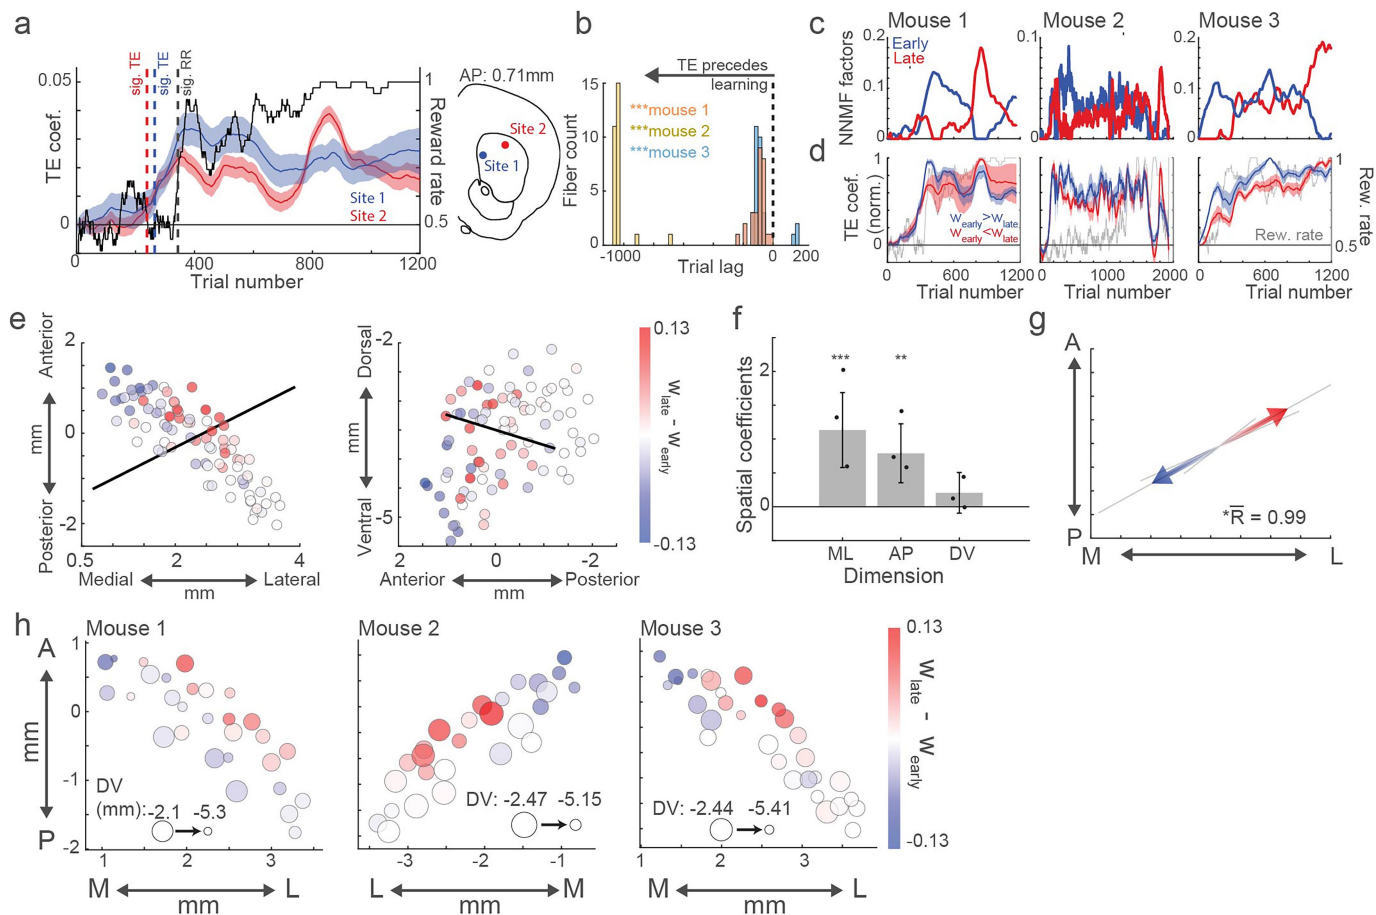 a
sig. TE
sig. TE
sig. RR
0.05
0
TE coef.
1
0.5
Reward rate
Site 1
Site 2
0
400
800
1200
Trial number
AP: 0.71mm
Site 2
Site 1
b
TE precedes
learning
15
10
5
0
Fiber count
***mouse 1
***mouse 2
***mouse 3
-1000
0
200
Trial lag
c
Mouse 1
Mouse 2
Mouse 3
NNMF factors
0.2
0.1
0
Early
Late
0.1
0
0.2
0.1
0
d
TE coef.
(norm.)
1
0
Wearly>Wlate
Wearly<Wlate
Rew. rate
1
0.5
Rew. rate
0
600
1200
Trial number
0
1000
2000
Trial number
0
600
1200
Trial number
e
Anterior
mm
Posterior
2
0
-2
0.5
2
4
Medial
Lateral
mm
Dorsal
mm
Ventral
-2
-5
2
0
-2
Anterior
Posterior
mm
0.13
Wlate - Wearly
-0.13
f
Spatial coefficients
2
0
***
**
ML
AP
DV
Dimension
g
A
P
M
L
*R̅ = 0.99
h
Mouse 1
A
mm
P
1
0
-1
-2
DV
(mm):
-2.1
-5.3
1
2
3
M
L
mm
Mouse 2
DV: -2.47
-5.15
-3
-2
-1
L
M
mm
Mouse 3
DV: -2.44
-5.41
1
2
3
M
L
mm
0.13
Wlate - Wearly
-0.13